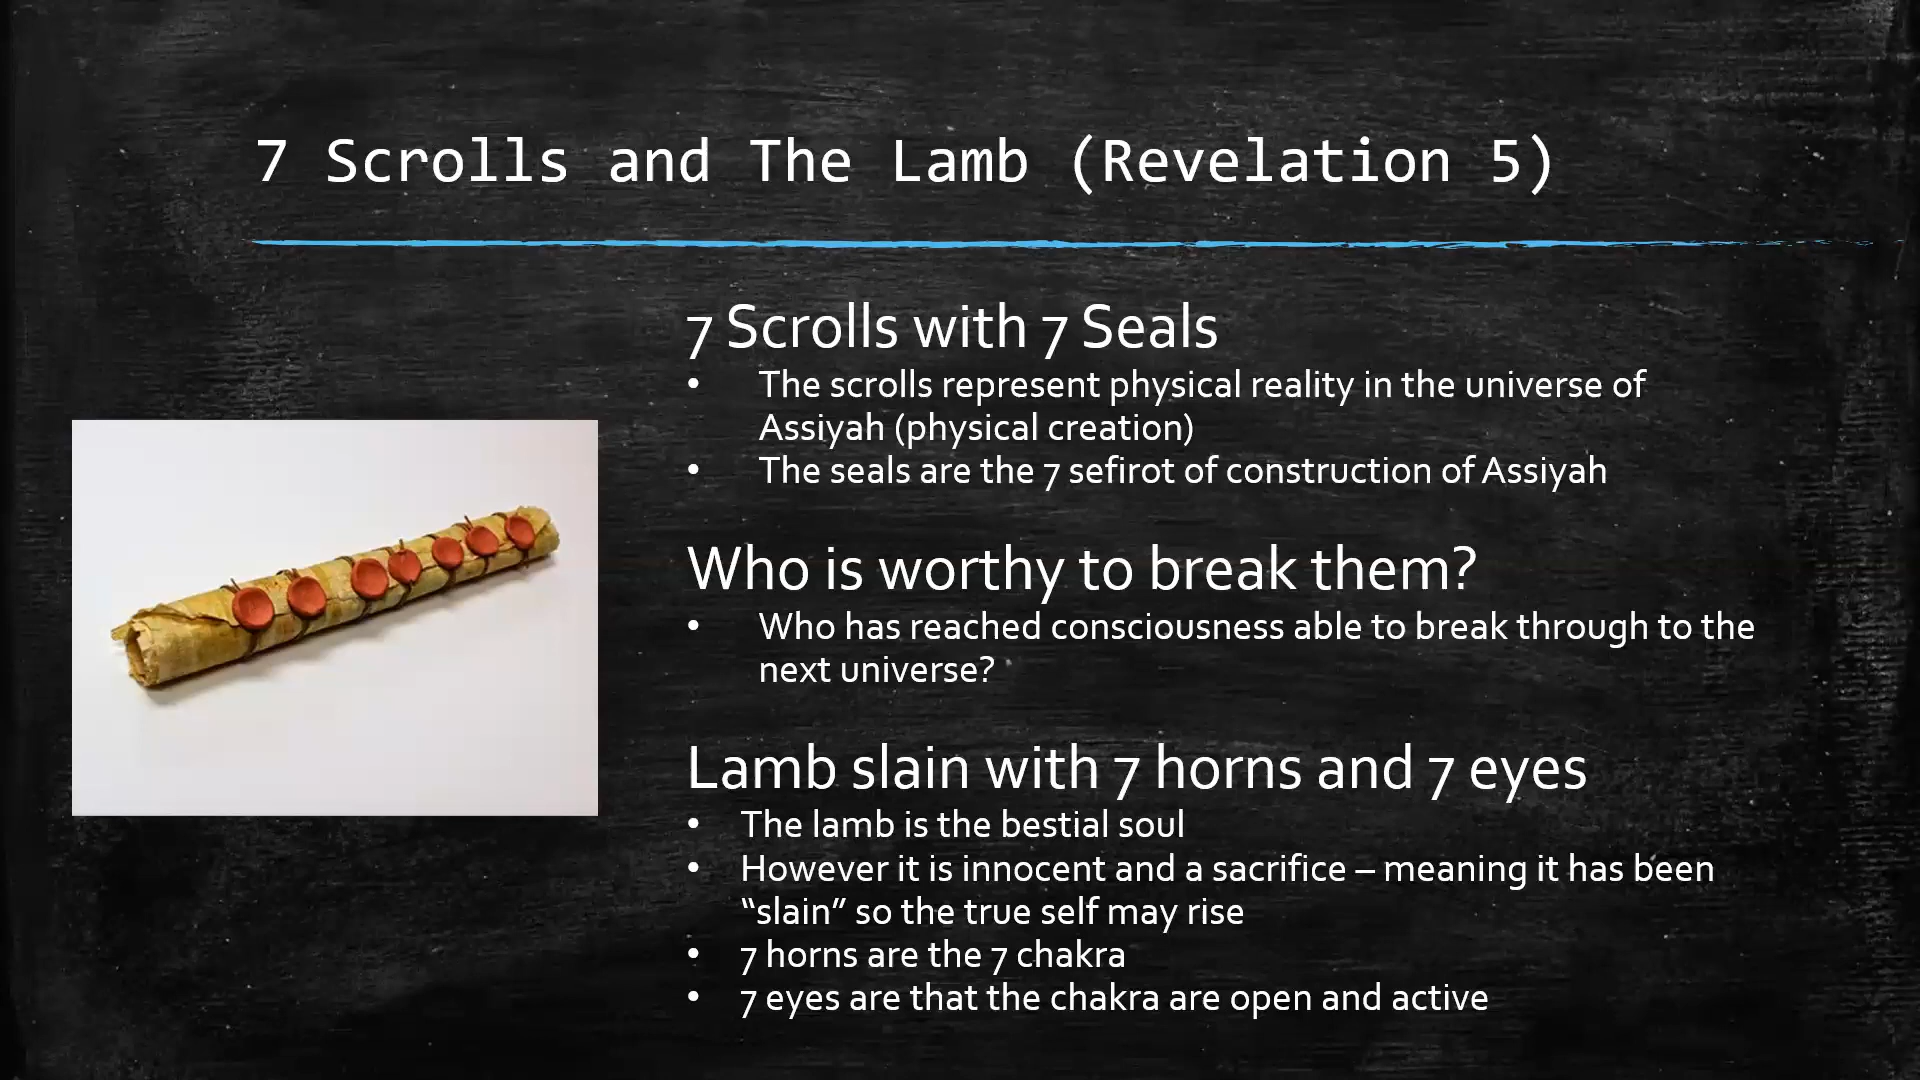 7 Scrolls and The Lamb (Revelation 5)
7 Scrolls with 7 Seals
• The scrolls represent physical reality in the universe of
Assiyah (physical creation)
• The seals are the 7 sefirot of construction of Assiyah
Who is worthy to break them?
• Who has reached consciousness able to break through to the
next universe?
Lamb slain with 7 horns and 7 eyes
• The lamb is the bestial soul
• However it is innocent and a sacrifice – meaning it has been
“slain” so the true self may rise
• 7 horns are the 7 chakra
• 7 eyes are that the chakra are open and active